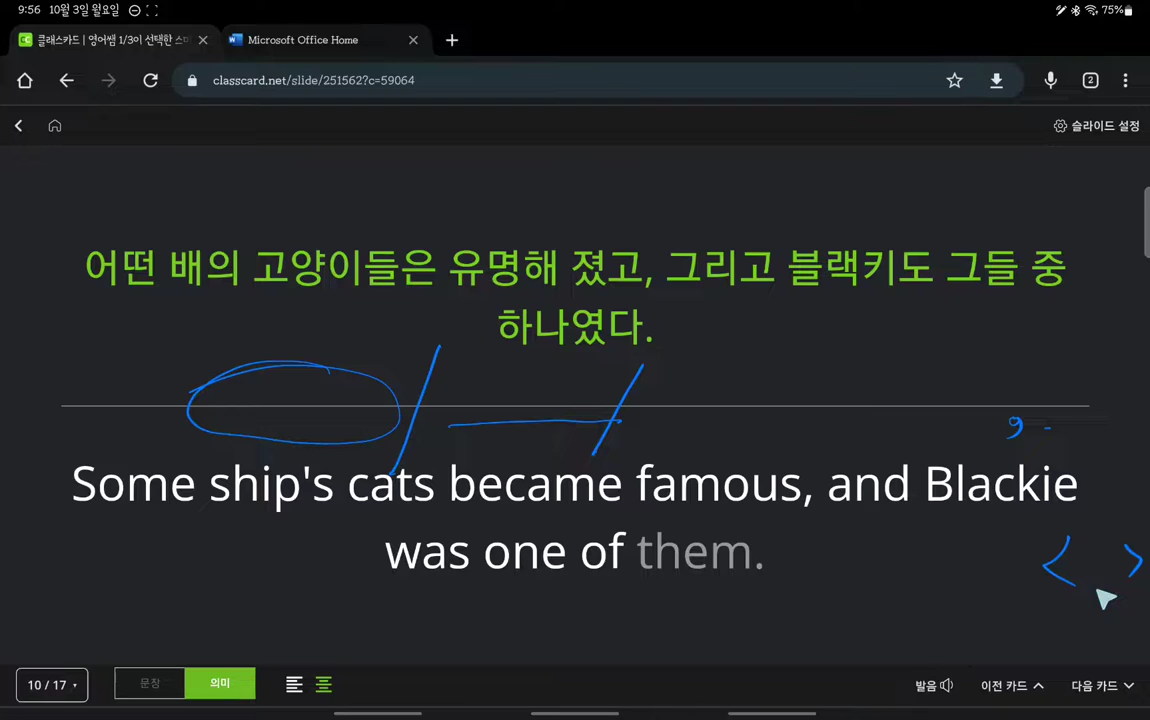 9:56 10월 3일 월요일 75%
클래스카드 | 영어쌤 1/3이 선택한 스마 Microsoft Office Home
classcard.net/slide/251562?c=59064 2
슬라이드 설정
어떤 배의 고양이들은 유명해 졌고, 그리고 블랙키도 그들 중
하나였다.
Some ship's cats became famous, and Blackie
was one of them.
10 / 17 문장 의미 발음 이전 카드 다음 카드